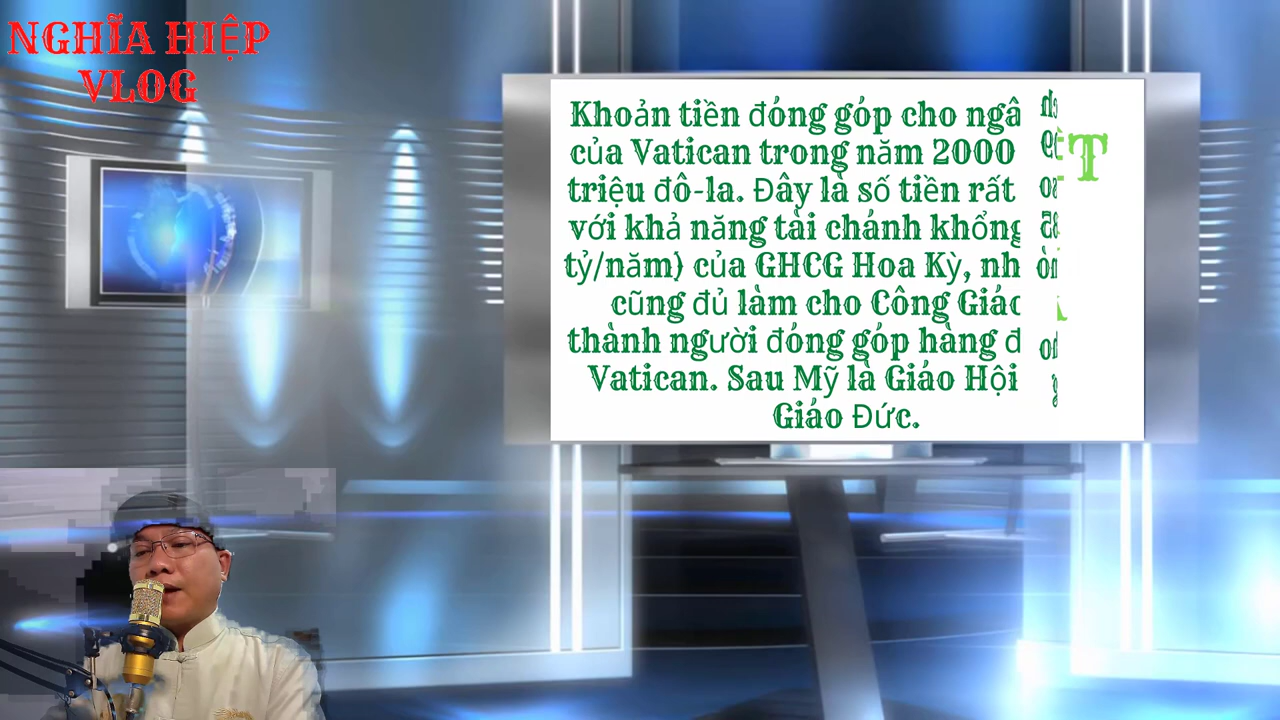 NGHĨA HIỆP
VLOG
Khoản tiền đóng góp cho
của Vatican trong năm 2000
triệu đô-la. Đây là số tiền rất
với khả năng tài chánh khổng
tỷ/năm) của GHCG Hoa Kỳ,
cũng đủ làm cho Công Giáo
thành người đóng góp hàng
Vatican. Sau Mỹ là Giáo Hội
Giáo Đức.